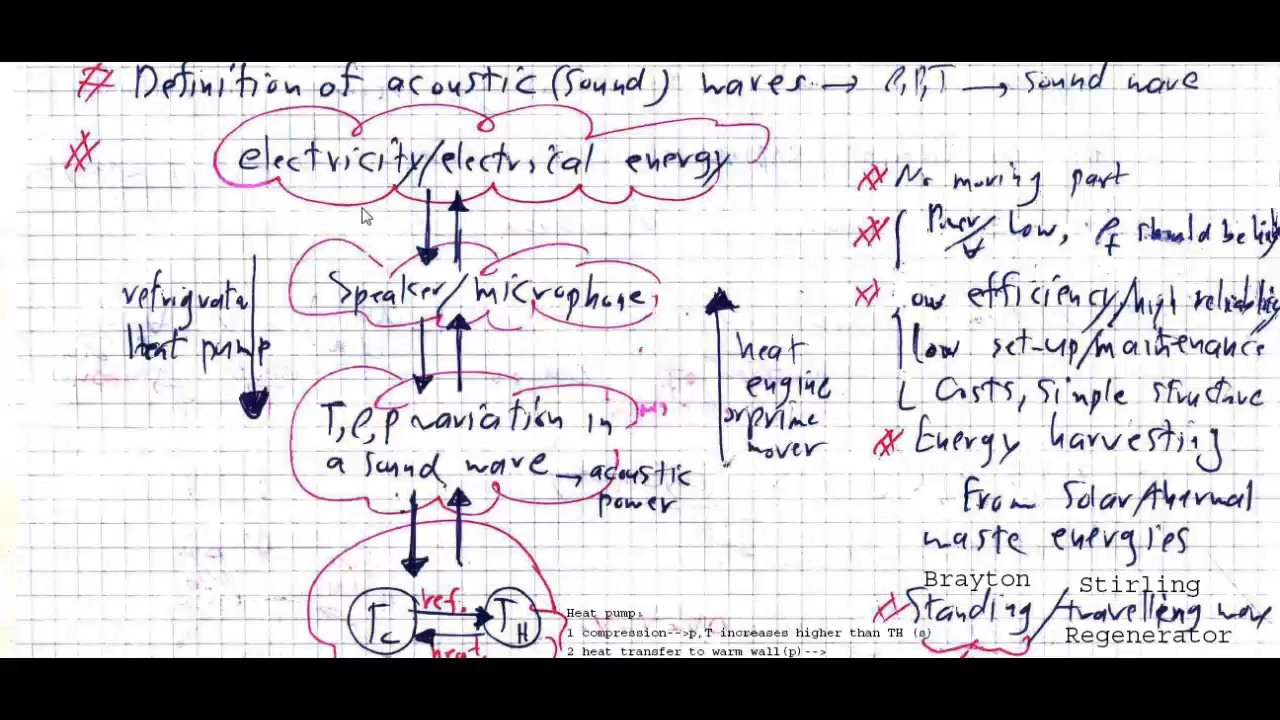 # Definition of acoustic (sound) waves → ρ, P, T → sound wave
# electricity/electrical energy
Speaker/microphone
T, ρ, p variation in
a sound wave → acoustic
power
Tc ref. TH
heat
Heat pump:
1 compression-->p,T increases higher than TH (s)
2 heat transfer to warm wall(p)-->
Heat pump
heat
engine
or prime
mover
# No moving part
# Power/V Low, ρf should be
# Low efficiency/high
low set-up/maintenance
Costs, simple structure
# Energy harvesting
From Solar/thermal
waste energies
Brayton Stirling
# Standing/travelling wave
Regenerator